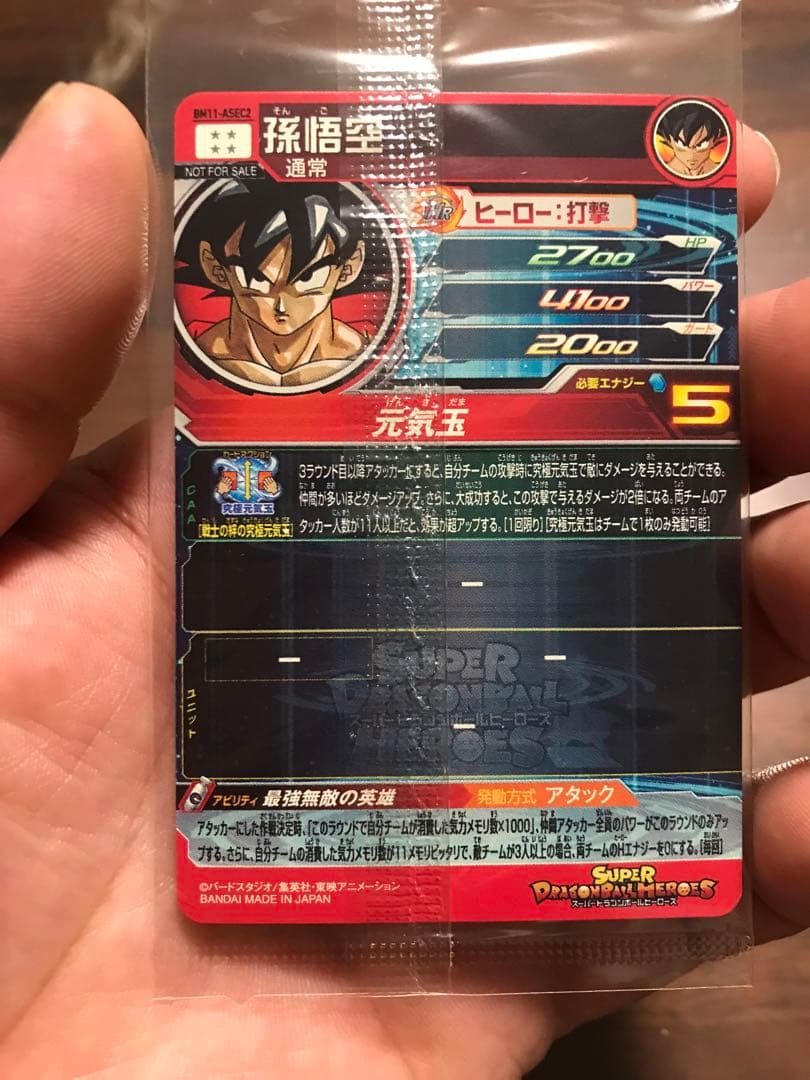 BM11-ASEC2
孫悟空
そんごくう
通常
NOT FOR SALE
HR
ヒーロー:打撃
HP
2700
パワー
4100
ガード
2000
必要エナジー
5
げんきだま
元気玉
CAA
カードアクション
究極元気玉
[戦士の絆の究極元気玉]
3ラウンド目以降アタッカーにすると、自分チームの攻撃時に究極元気玉で敵にダメージを与えることができる。
仲間が多いほどダメージアップ。さらに、大成功すると、この攻撃で与えるダメージが2倍になる。両チームのア
タッカー人数が11人以上だと、効果が超アップする。[1回限り][究極元気玉はチームで1枚のみ発動可能]
ー
ユニット
ー
ー
ー
SUPER
DRAGONBALL
スーパードラゴンボールヒーローズ
HEROES
アビリティ 最強無敵の英雄
発動方式 アタック
アタッカーにした作戦決定時、「このラウンドで自分チームが消費した気力メモリ数×1000」、仲間アタッカー全員のパワーがこのラウンドのみアッ
プする。さらに、自分チームの消費した気力メモリが11メモリピッタリで、敵チームが3人以上の場合、両チームのHエナジーを0にする。[毎回]
©バードスタジオ/集英社・東映アニメーション
BANDAI MADE IN JAPAN
SUPER
DRAGONBALL HEROES
スーパードラゴンボールヒーローズ